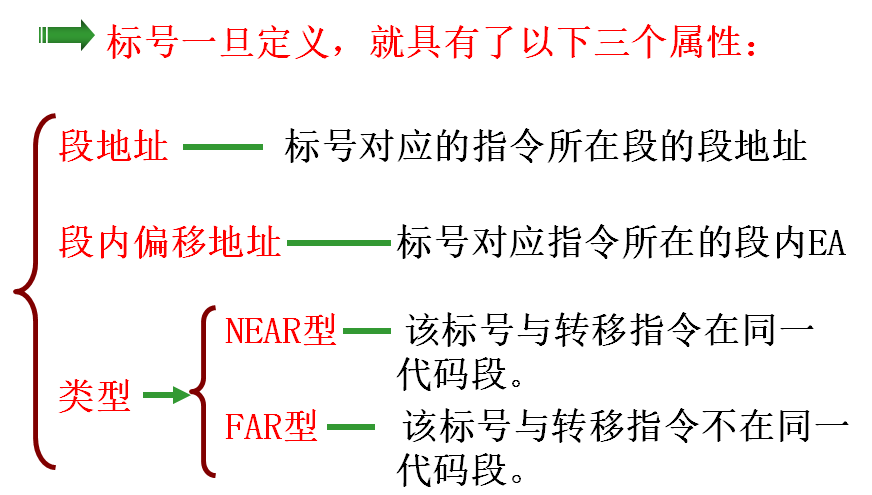 标号一旦定义，就具有了以下三个属性：
段地址 标号对应的指令所在段的段地址
段内偏移地址 标号对应指令所在的段内EA
类型
NEAR型 该标号与转移指令在同一
代码段。
FAR型 该标号与转移指令不在同一
代码段。